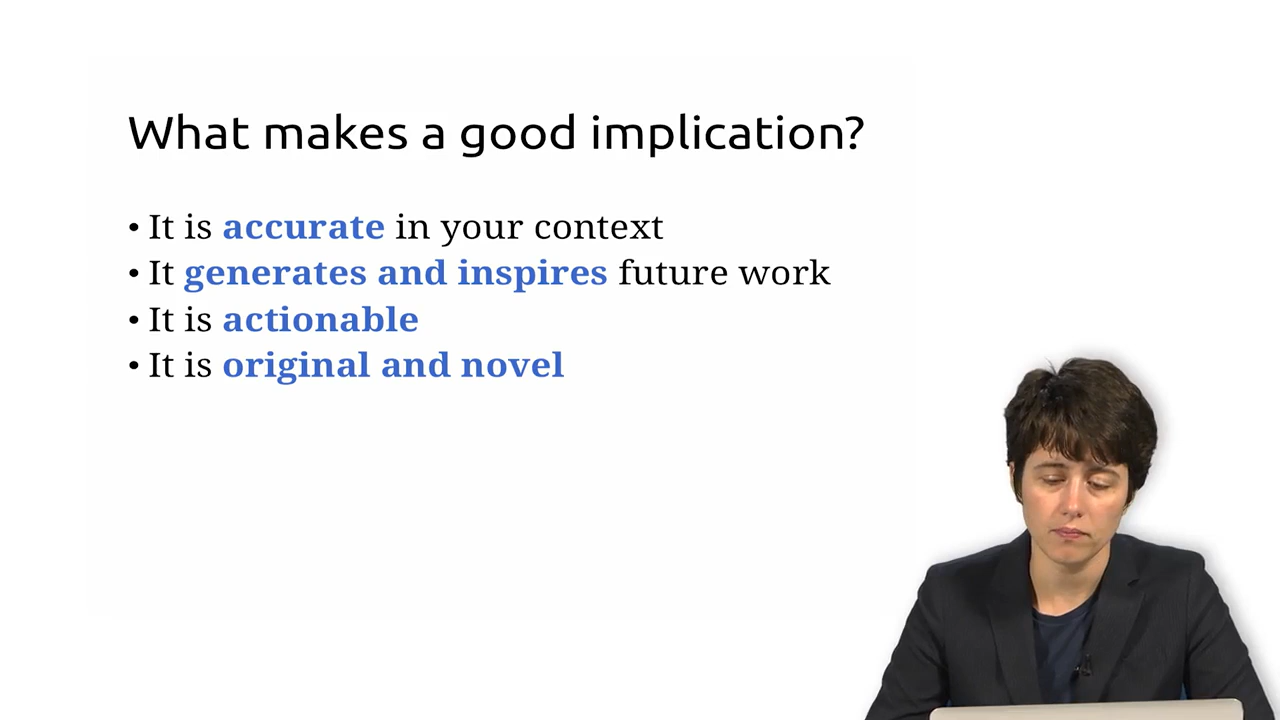 What makes a good implication?
• It is accurate in your context
• It generates and inspires future work
• It is actionable
• It is original and novel